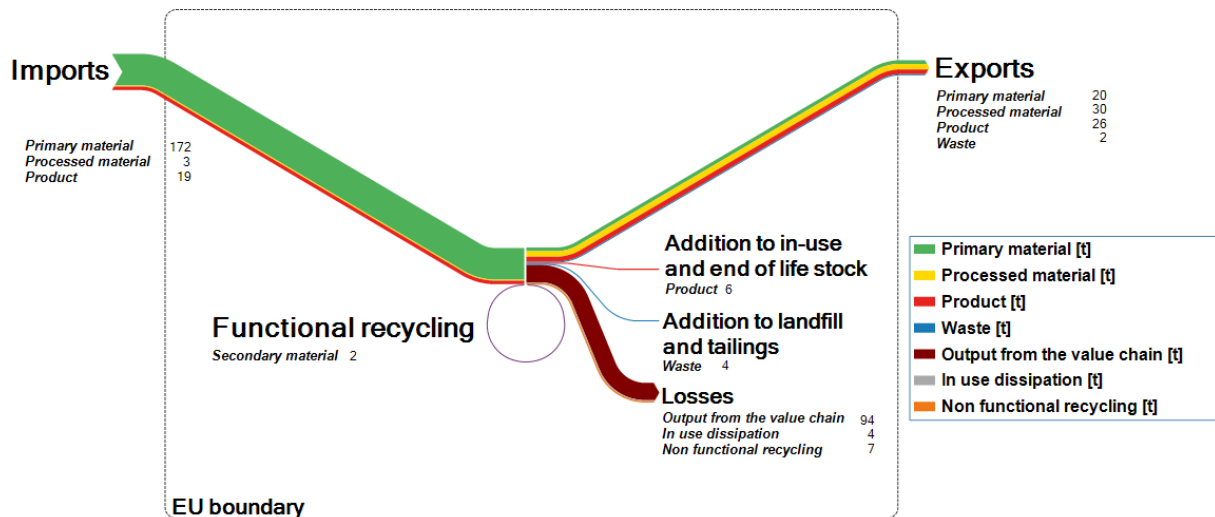 Imports
Primary material 172
Processed material 3
Product 19
Exports
Primary material 20
Processed material 30
Product 26
Waste 2
Addition to in-use
and end of life stock
Product 6
Functional recycling
Secondary material 2
Addition to landfill
and tailings
Waste 4
Losses
Output from the value chain 94
In use dissipation 4
Non functional recycling 7
Primary material [t]
Processed material [t]
Product [t]
Waste [t]
Output from the value chain [t]
In use dissipation [t]
Non functional recycling [t]
EU boundary